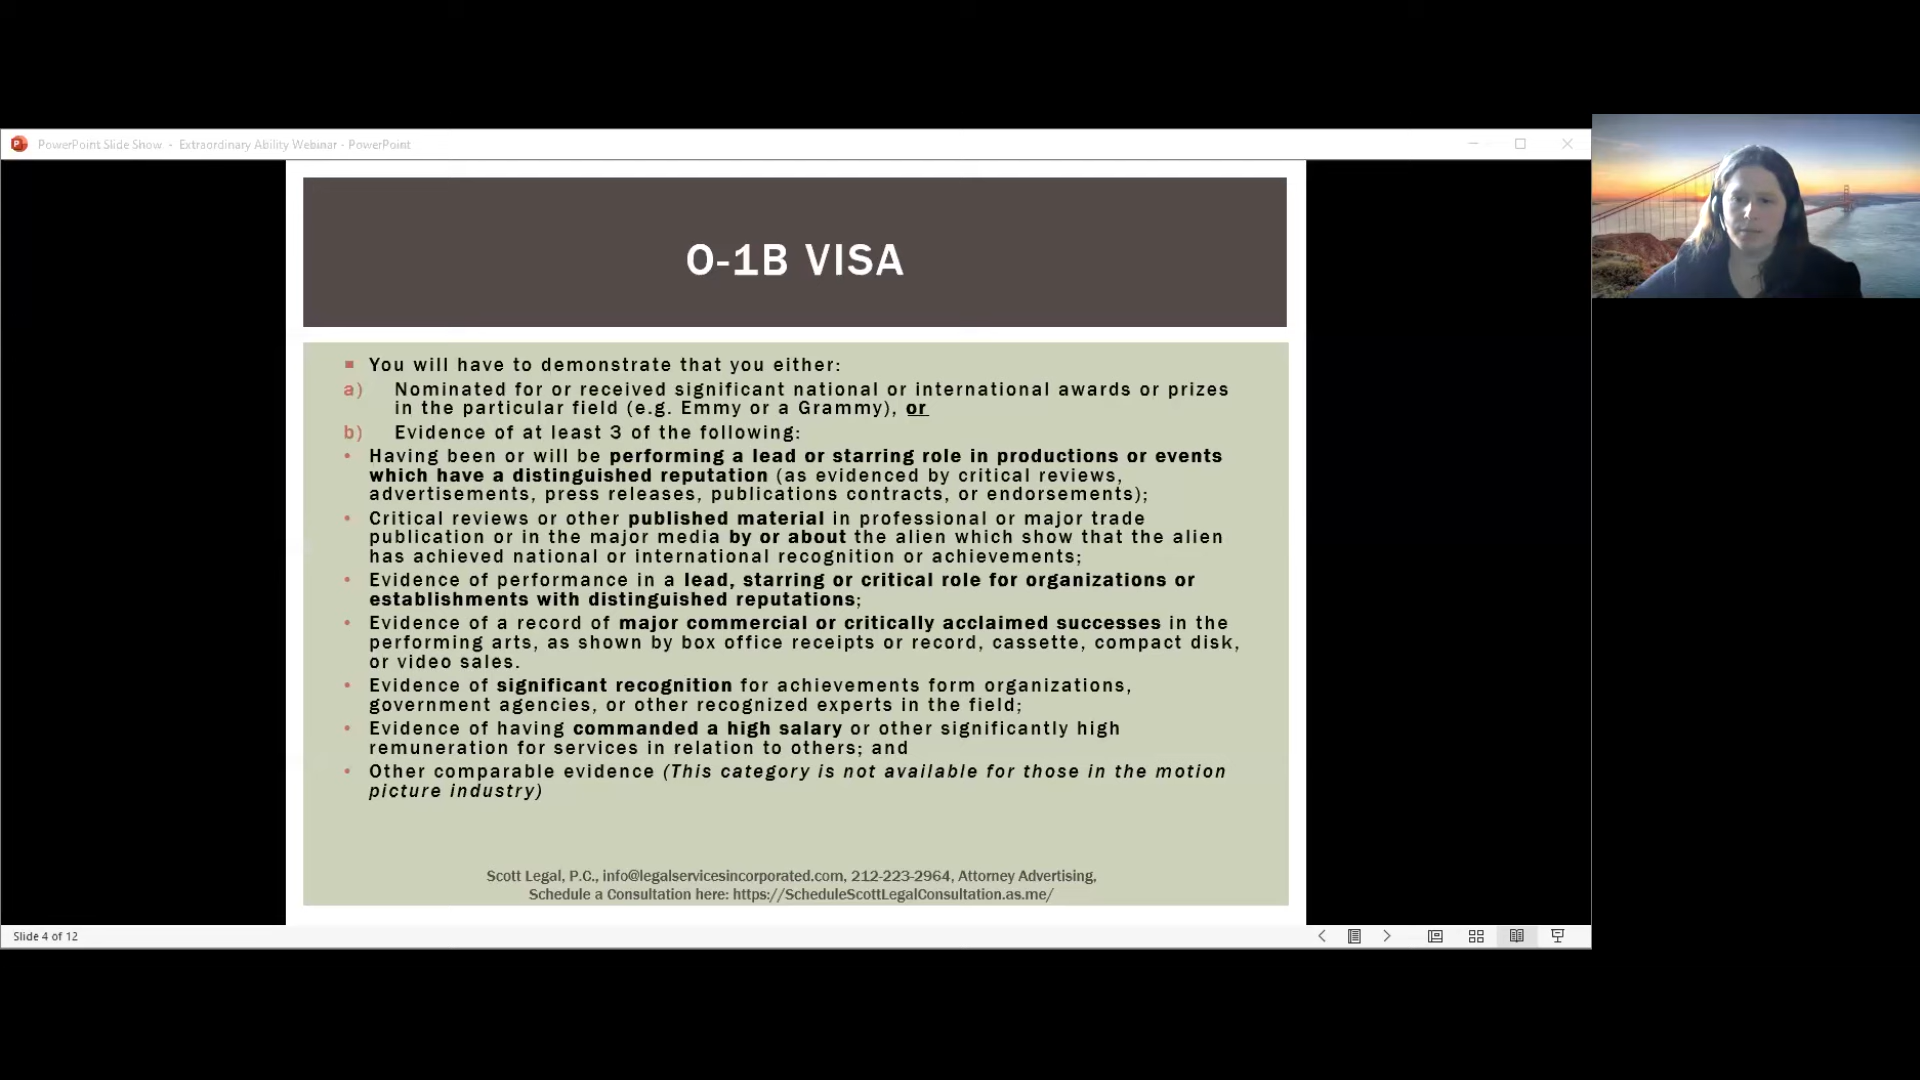 PowerPoint Slide Show - Extraordinary Ability Webinar - PowerPoint
O-1B VISA
You will have to demonstrate that you either:
a) Nominated for or received significant national or international awards or prizes
in the particular field (e.g. Emmy or a Grammy), or
b) Evidence of at least 3 of the following:
• Having been or will be performing a lead or starring role in productions or events
which have a distinguished reputation (as evidenced by critical reviews,
advertisements, press releases, publications contracts, or endorsements);
• Critical reviews or other published material in professional or major trade
publication or in the major media by or about the alien which show that the alien
has achieved national or international recognition or achievements;
• Evidence of performance in a lead, starring or critical role for organizations or
establishments with distinguished reputations;
• Evidence of a record of major commercial or critically acclaimed successes in the
performing arts, as shown by box office receipts or record, cassette, compact disk,
or video sales.
• Evidence of significant recognition for achievements form organizations,
government agencies, or other recognized experts in the field;
• Evidence of having commanded a high salary or other significantly high
remuneration for services in relation to others; and
• Other comparable evidence (This category is not available for those in the motion
picture industry)
Scott Legal, P.C., info@legalservicesincorporated.com, 212-223-2964, Attorney Advertising,
Schedule a Consultation here: https://ScheduleScottLegalConsultation.as.me/
Slide 4 of 12